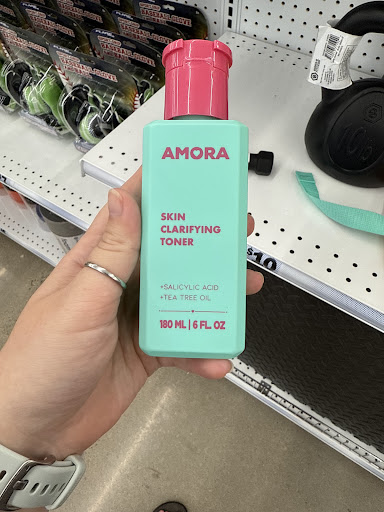 AMORA
SKIN
CLARIFYING
TONER
+SALICYLIC ACID
+TEA TREE OIL
180 ML | 6 FL. OZ
$10